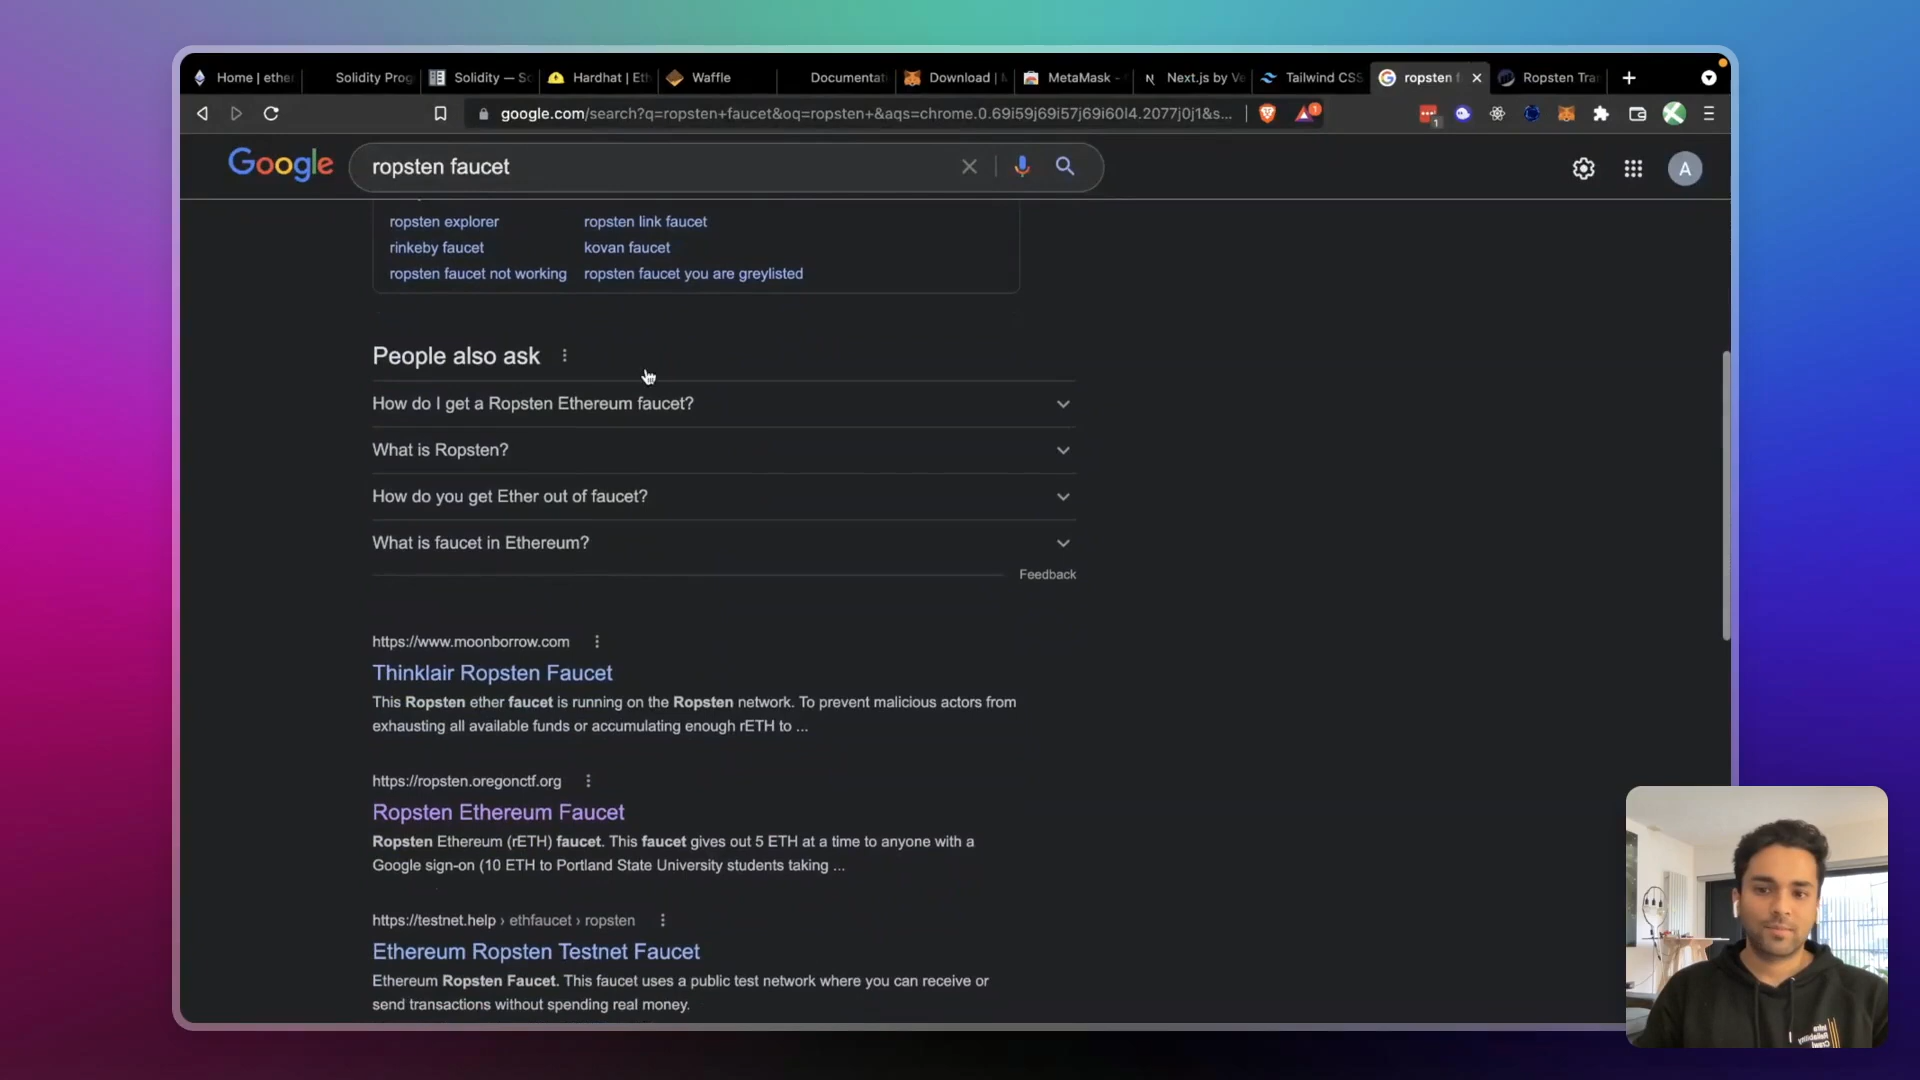 Home | ether
Solidity Prog
Solidity — So
Hardhat | Eth
Waffle
Documentat
Download |
MetaMask -
Next.js by Ve
Tailwind CSS
ropsten f
Ropsten Tra
google.com/search?q=ropsten+faucet&oq=ropsten+&aqs=chrome.0.69i59j69i57j69i60l4.2077j0j1&s...
1
1
Google
ropsten faucet
A
ropsten explorer
ropsten link faucet
rinkeby faucet
kovan faucet
ropsten faucet not working
ropsten faucet you are greylisted
People also ask
How do I get a Ropsten Ethereum faucet?
What is Ropsten?
How do you get Ether out of faucet?
What is faucet in Ethereum?
Feedback
https://www.moonborrow.com
Thinklair Ropsten Faucet
This Ropsten ether faucet is running on the Ropsten network. To prevent malicious actors from
exhausting all available funds or accumulating enough rETH to ...
https://ropsten.oregonctf.org
Ropsten Ethereum Faucet
Ropsten Ethereum (rETH) faucet. This faucet gives out 5 ETH at a time to anyone with a
Google sign-on (10 ETH to Portland State University students taking ...
https://testnet.help › ethfaucet › ropsten
Ethereum Ropsten Testnet Faucet
Ethereum Ropsten Faucet. This faucet uses a public test network where you can receive or
send transactions without spending real money.